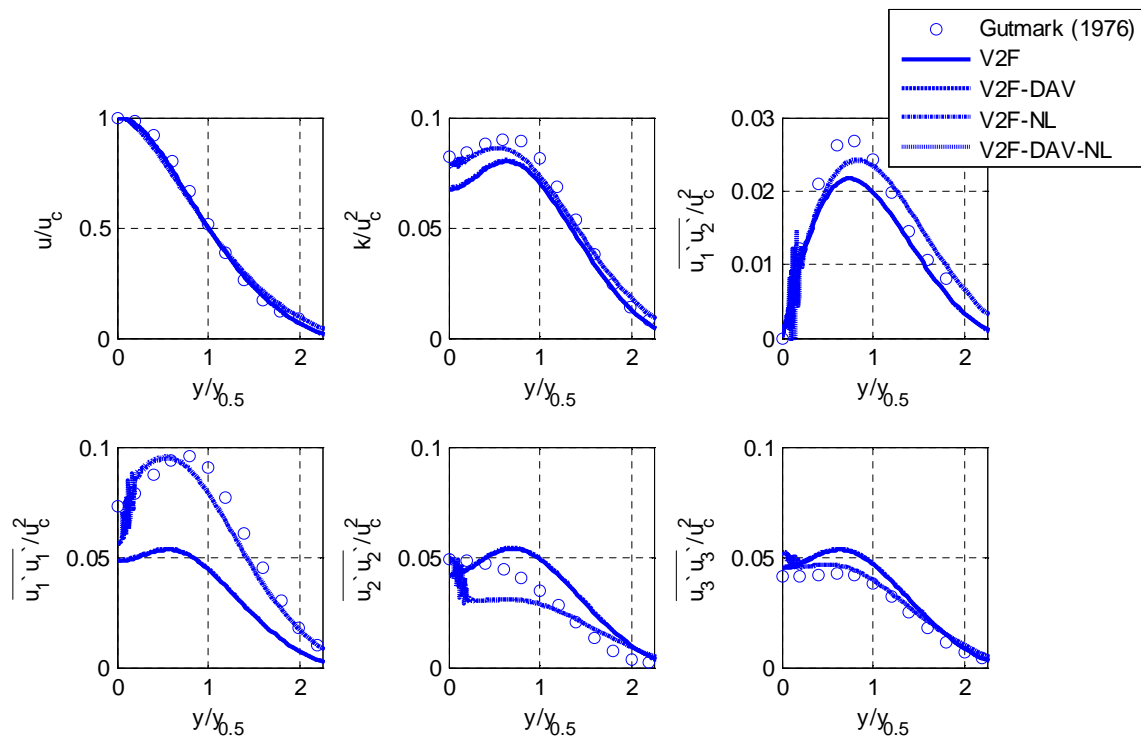 Gutmark (1976)
V2F
V2F-DAV
V2F-NL
V2F-DAV-NL
1
0.5
0
0 1 2
u/u_c
y/y_0.5
0.1
0.05
0
0 1 2
k/u_c^2
y/y_0.5
0.03
0.02
0.01
0
0 1 2
u_1` u_2`/u_c^2
y/y_0.5
0.1
0.05
0
0 1 2
u_1` u_1`/u_c^2
y/y_0.5
0.1
0.05
0
0 1 2
u_2` u_2`/u_c^2
y/y_0.5
0.1
0.05
0
0 1 2
u_3` u_3`/u_c^2
y/y_0.5